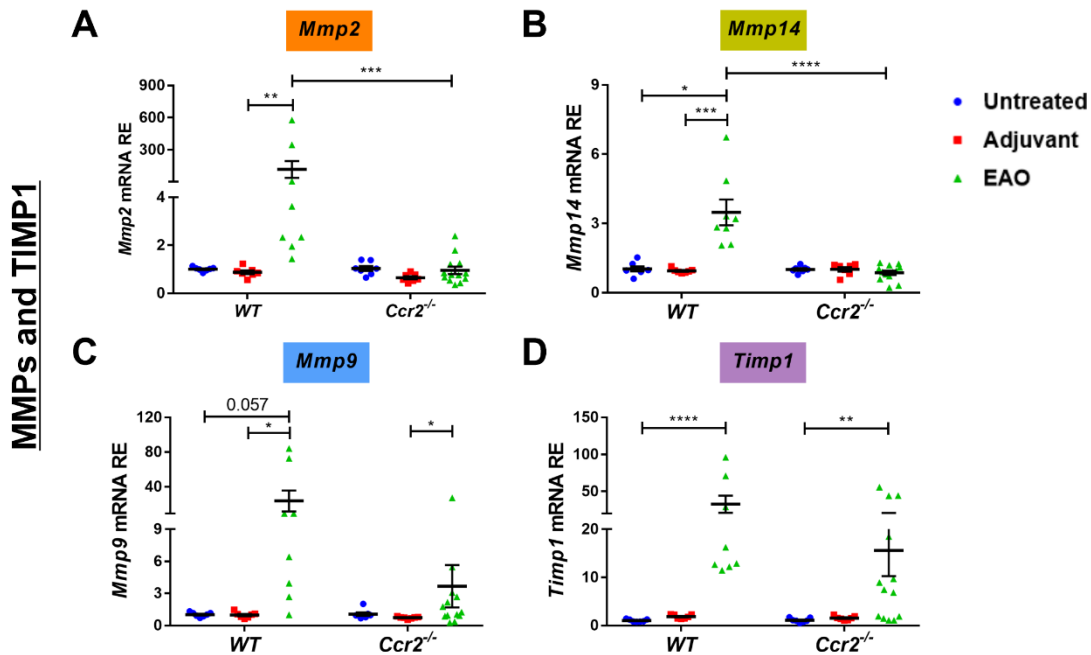 MMPs and TIMP1
A
Mmp2
Mmp2 mRNA RE
900
600
300
4
2
0
**
***
WT
Ccr2-/-
B
Mmp14
Mmp14 mRNA RE
9
6
3
0
*
***
****
WT
Ccr2-/-
Untreated
Adjuvant
EAO
C
Mmp9
Mmp9 mRNA RE
120
80
40
9
6
3
0
0.057
*
*
WT
Ccr2-/-
D
Timp1
Timp1 mRNA RE
150
100
50
20
10
0
****
**
WT
Ccr2-/-